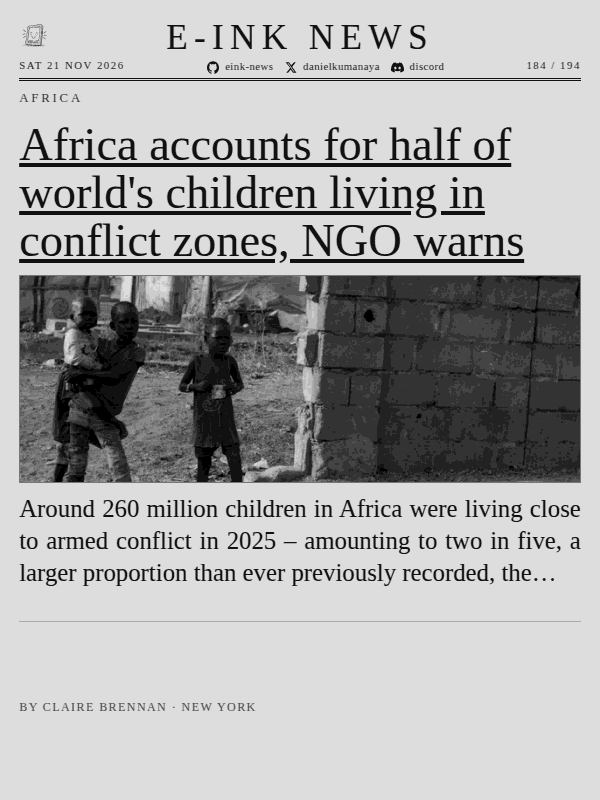 E-INK NEWS
SAT 21 NOV 2026
eink-news
danielkumanaya
discord
184 / 194
AFRICA
Africa accounts for half of
world's children living in
conflict zones, NGO warns
Around 260 million children in Africa were living close
to armed conflict in 2025 – amounting to two in five, a
larger proportion than ever previously recorded, the…
BY CLAIRE BRENNAN · NEW YORK